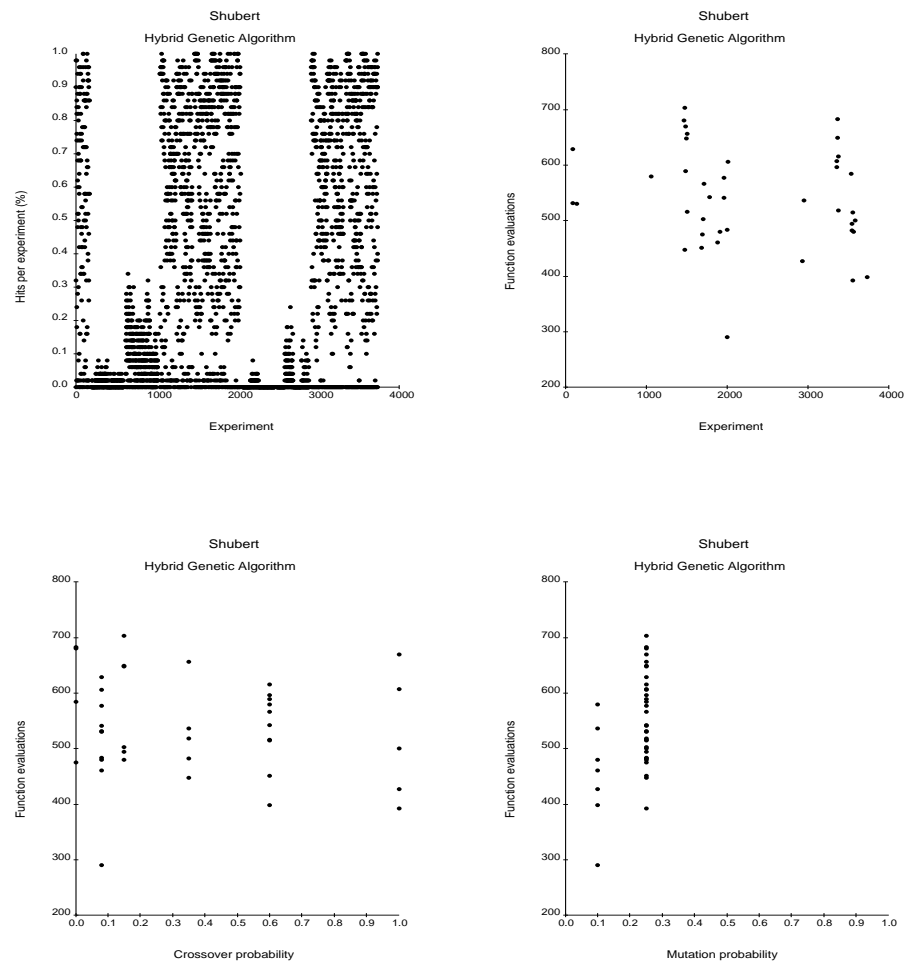 Shubert
Hybrid Genetic Algorithm
1.0
0.9
0.8
0.7
0.6
0.5
0.4
0.3
0.2
0.1
0.0
Hits per experiment (%)
0 1000 2000 3000 4000
Experiment
Shubert
Hybrid Genetic Algorithm
800
700
600
500
400
300
200
Function evaluations
0 1000 2000 3000 4000
Experiment
Shubert
Hybrid Genetic Algorithm
800
700
600
500
400
300
200
Function evaluations
0.0 0.1 0.2 0.3 0.4 0.5 0.6 0.7 0.8 0.9 1.0
Crossover probability
Shubert
Hybrid Genetic Algorithm
800
700
600
500
400
300
200
Function evaluations
0.0 0.1 0.2 0.3 0.4 0.5 0.6 0.7 0.8 0.9 1.0
Mutation probability